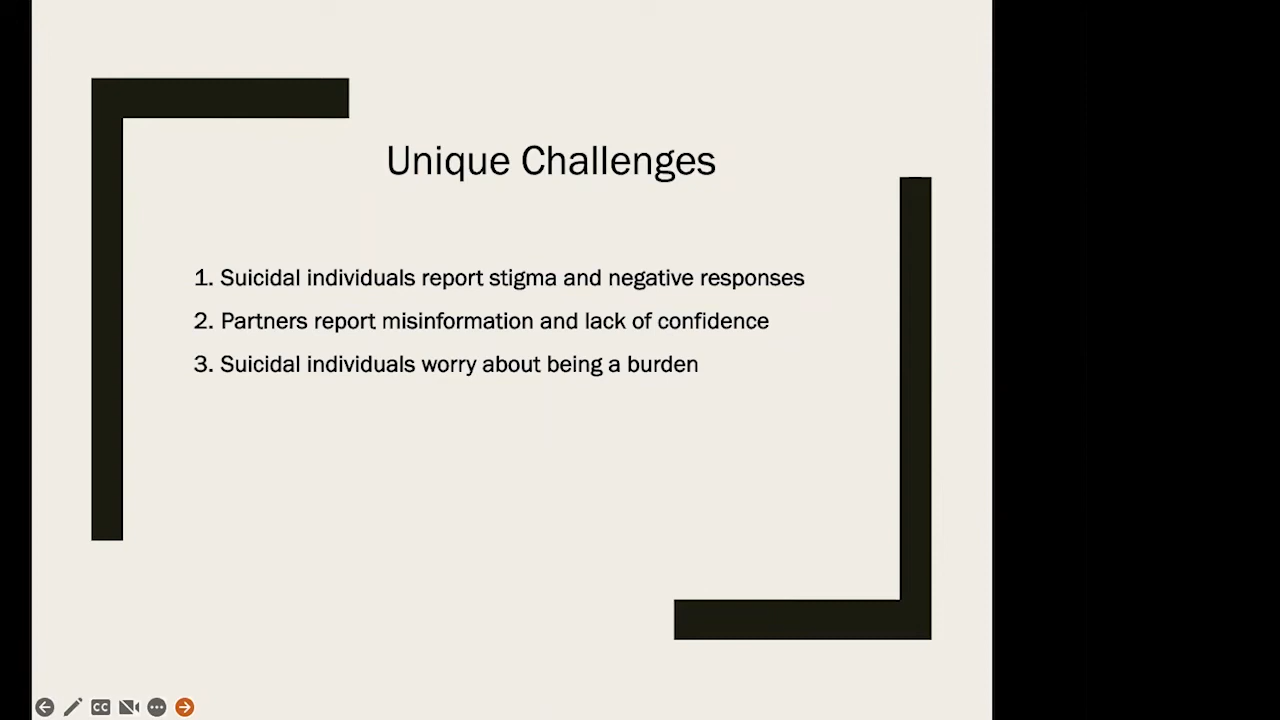 Unique Challenges
1. Suicidal individuals report stigma and negative responses
2. Partners report misinformation and lack of confidence
3. Suicidal individuals worry about being a burden
CC